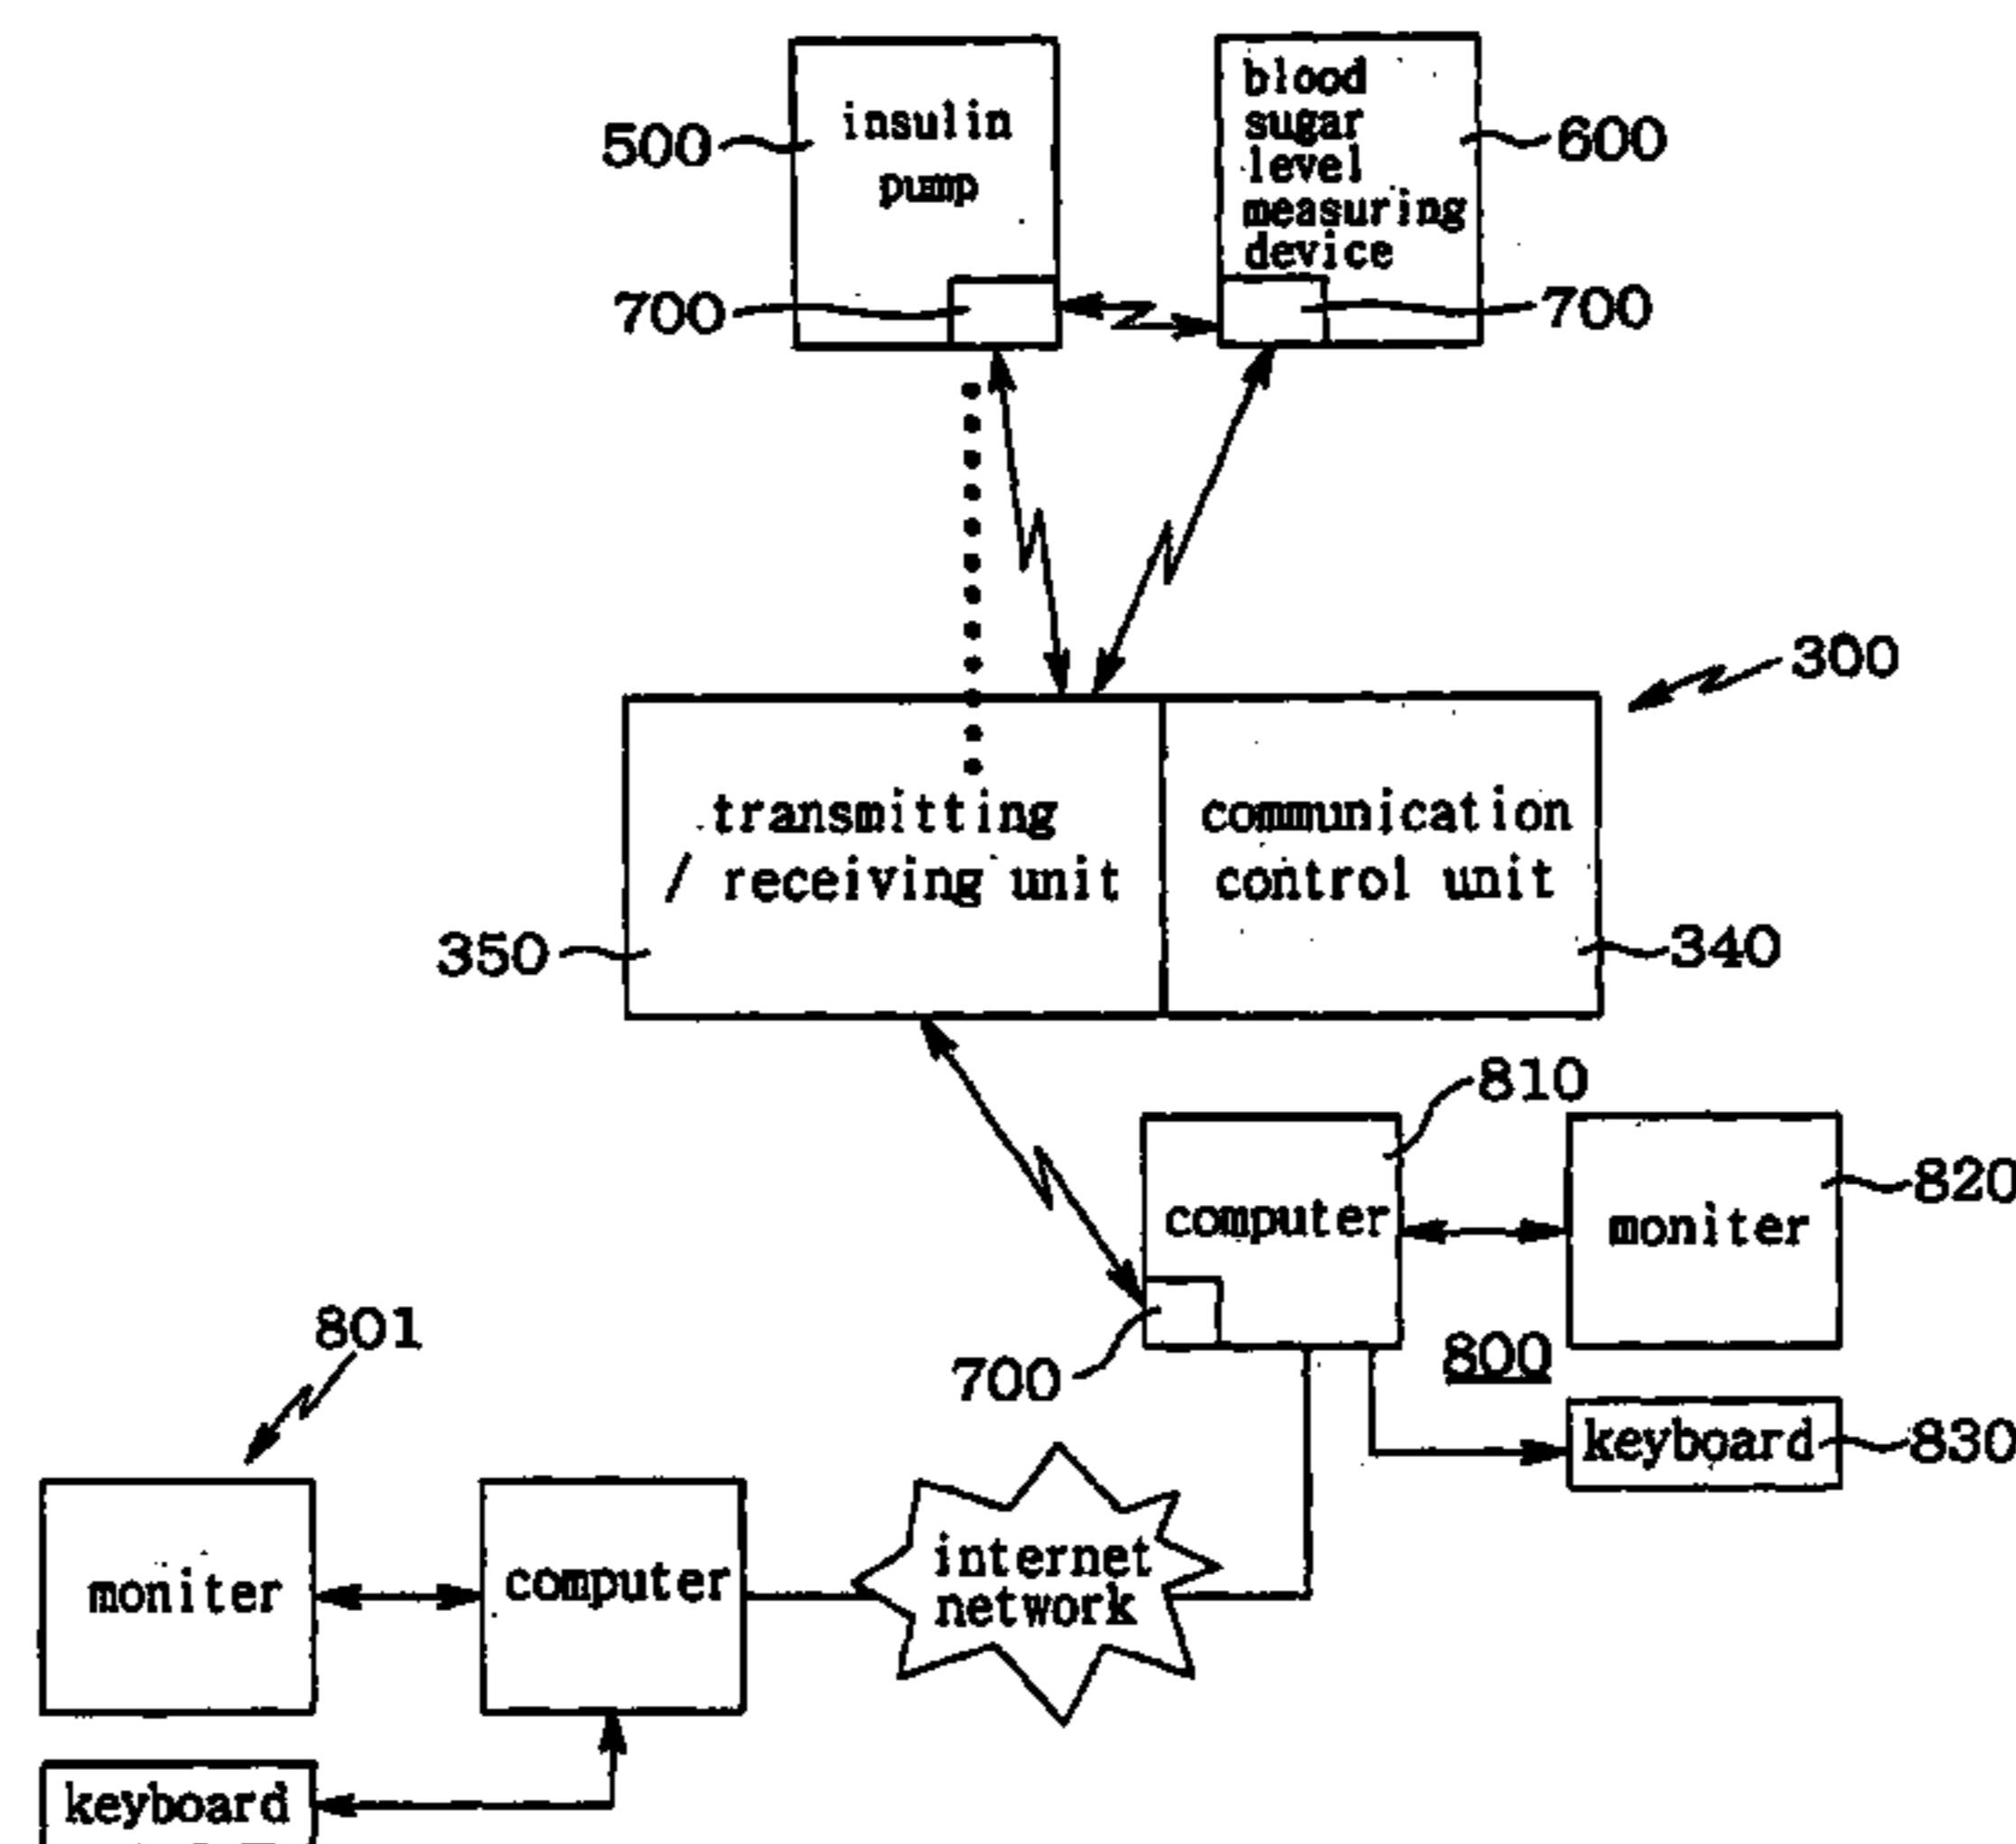 insulin
pump
500
700
blood
sugar
level
measuring
device
600
700
300
transmitting
/ receiving unit
communication
control unit
350
340
810
computer
moniter
820
700
800
keyboard
830
801
moniter
computer
internet
network
keyboard